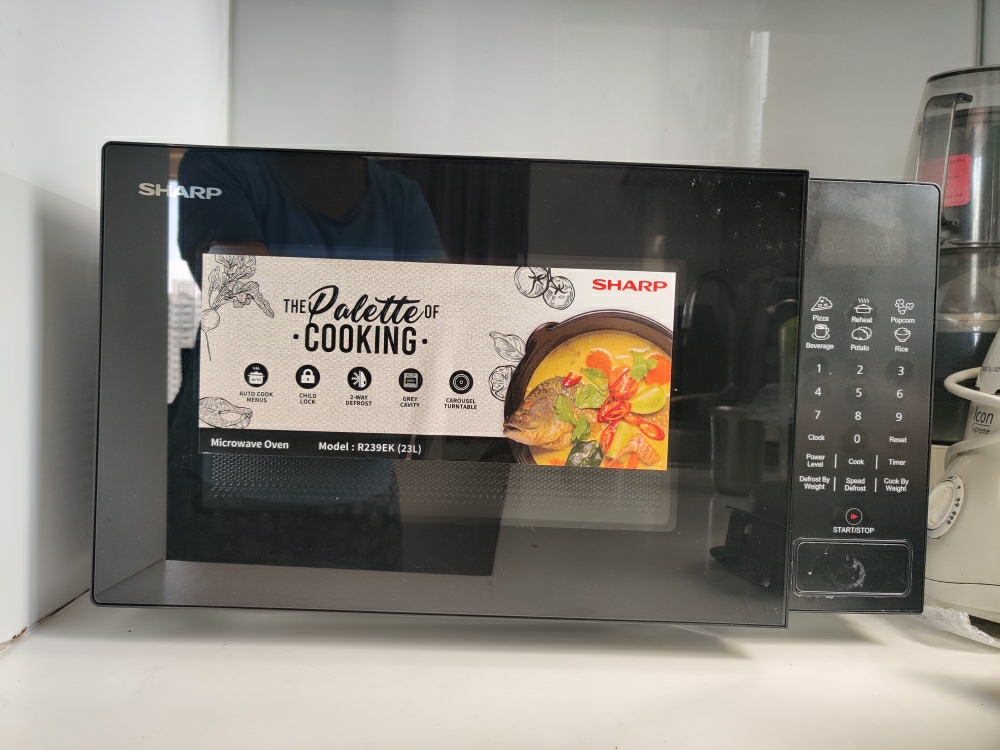 SHARP
SHARP
THE Palette OF
·COOKING·
AUTO
AUTO COOK
MENUS
CHILD
LOCK
2-WAY
DEFROST
GREY
CAVITY
CAROUSEL
TURNTABLE
Microwave Oven Model : R239EK (23L)
Pizza Reheat Popcorn
Beverage Potato Rice
1 2 3
4 5 6
7 8 9
Clock 0 Reset
Power
Level
Cook Timer
Defrost By
Weight
Speed
Defrost
Cook By
Weight
START/STOP
Icon